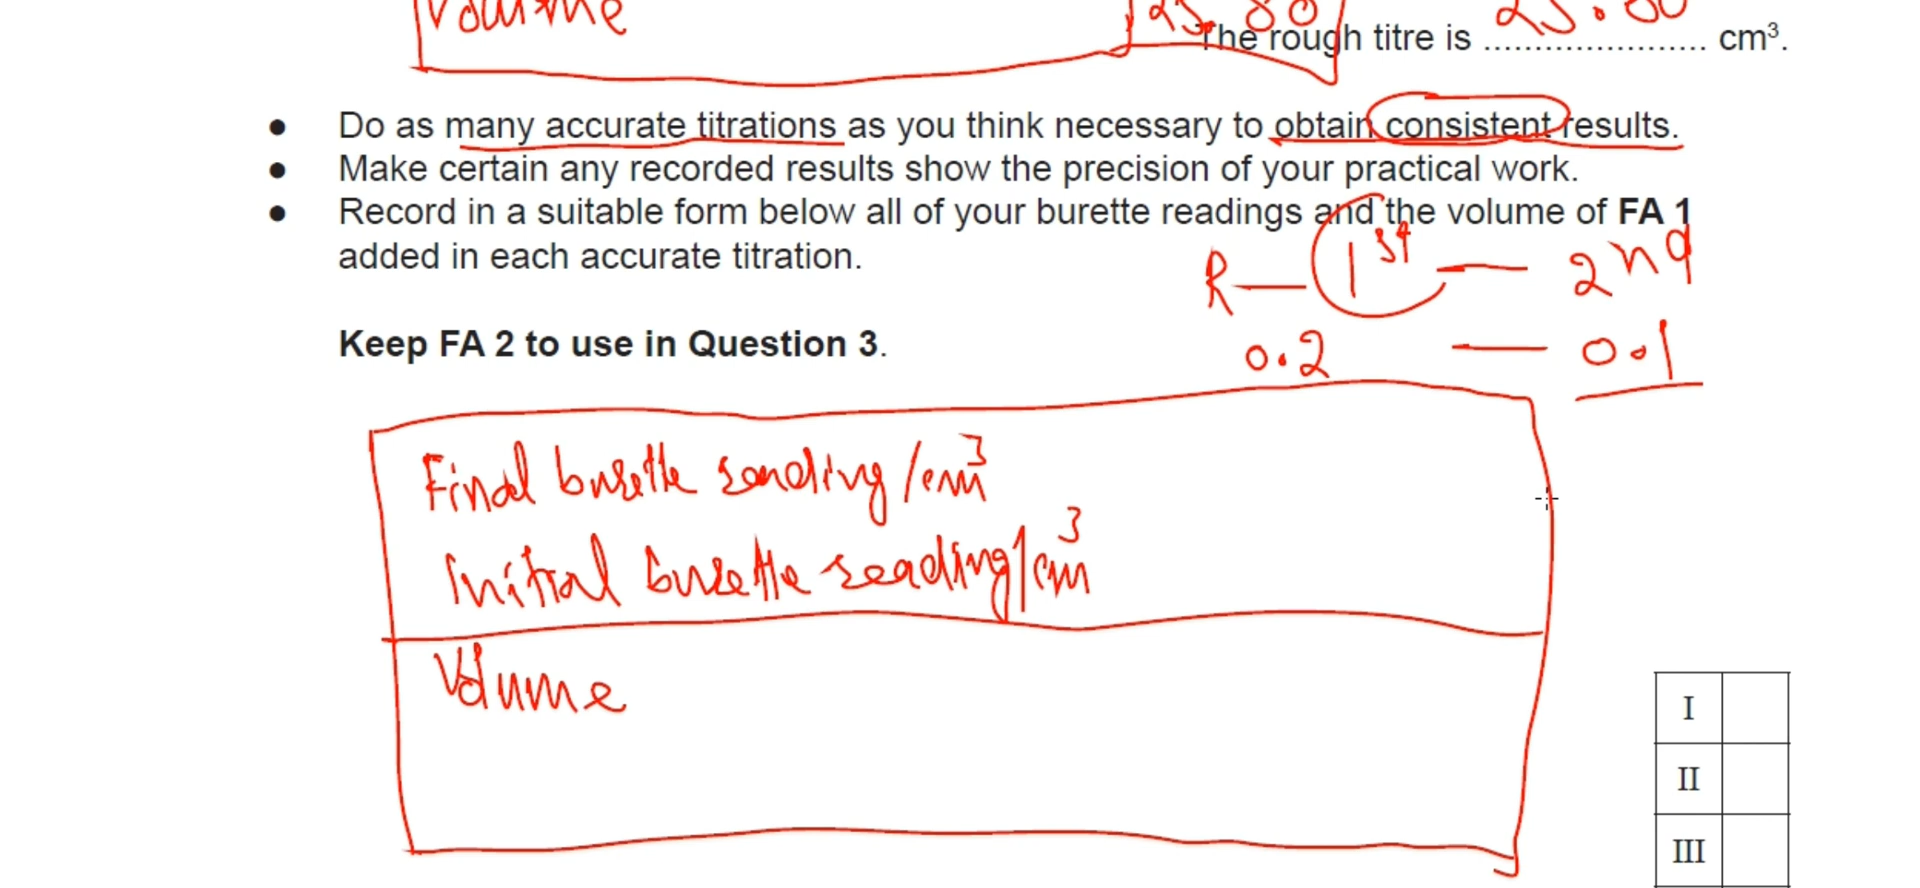 Volume
25.80
The rough titre is ...................... cm³.
● Do as many accurate titrations as you think necessary to obtain consistent results.
● Make certain any recorded results show the precision of your practical work.
● Record in a suitable form below all of your burette readings and the volume of FA 1
added in each accurate titration.
R — 1st — 2nd
Keep FA 2 to use in Question 3.
0.2 — 0.1
Final burette reading /cm³
Initial burette reading/cm³
Volume
I
II
III